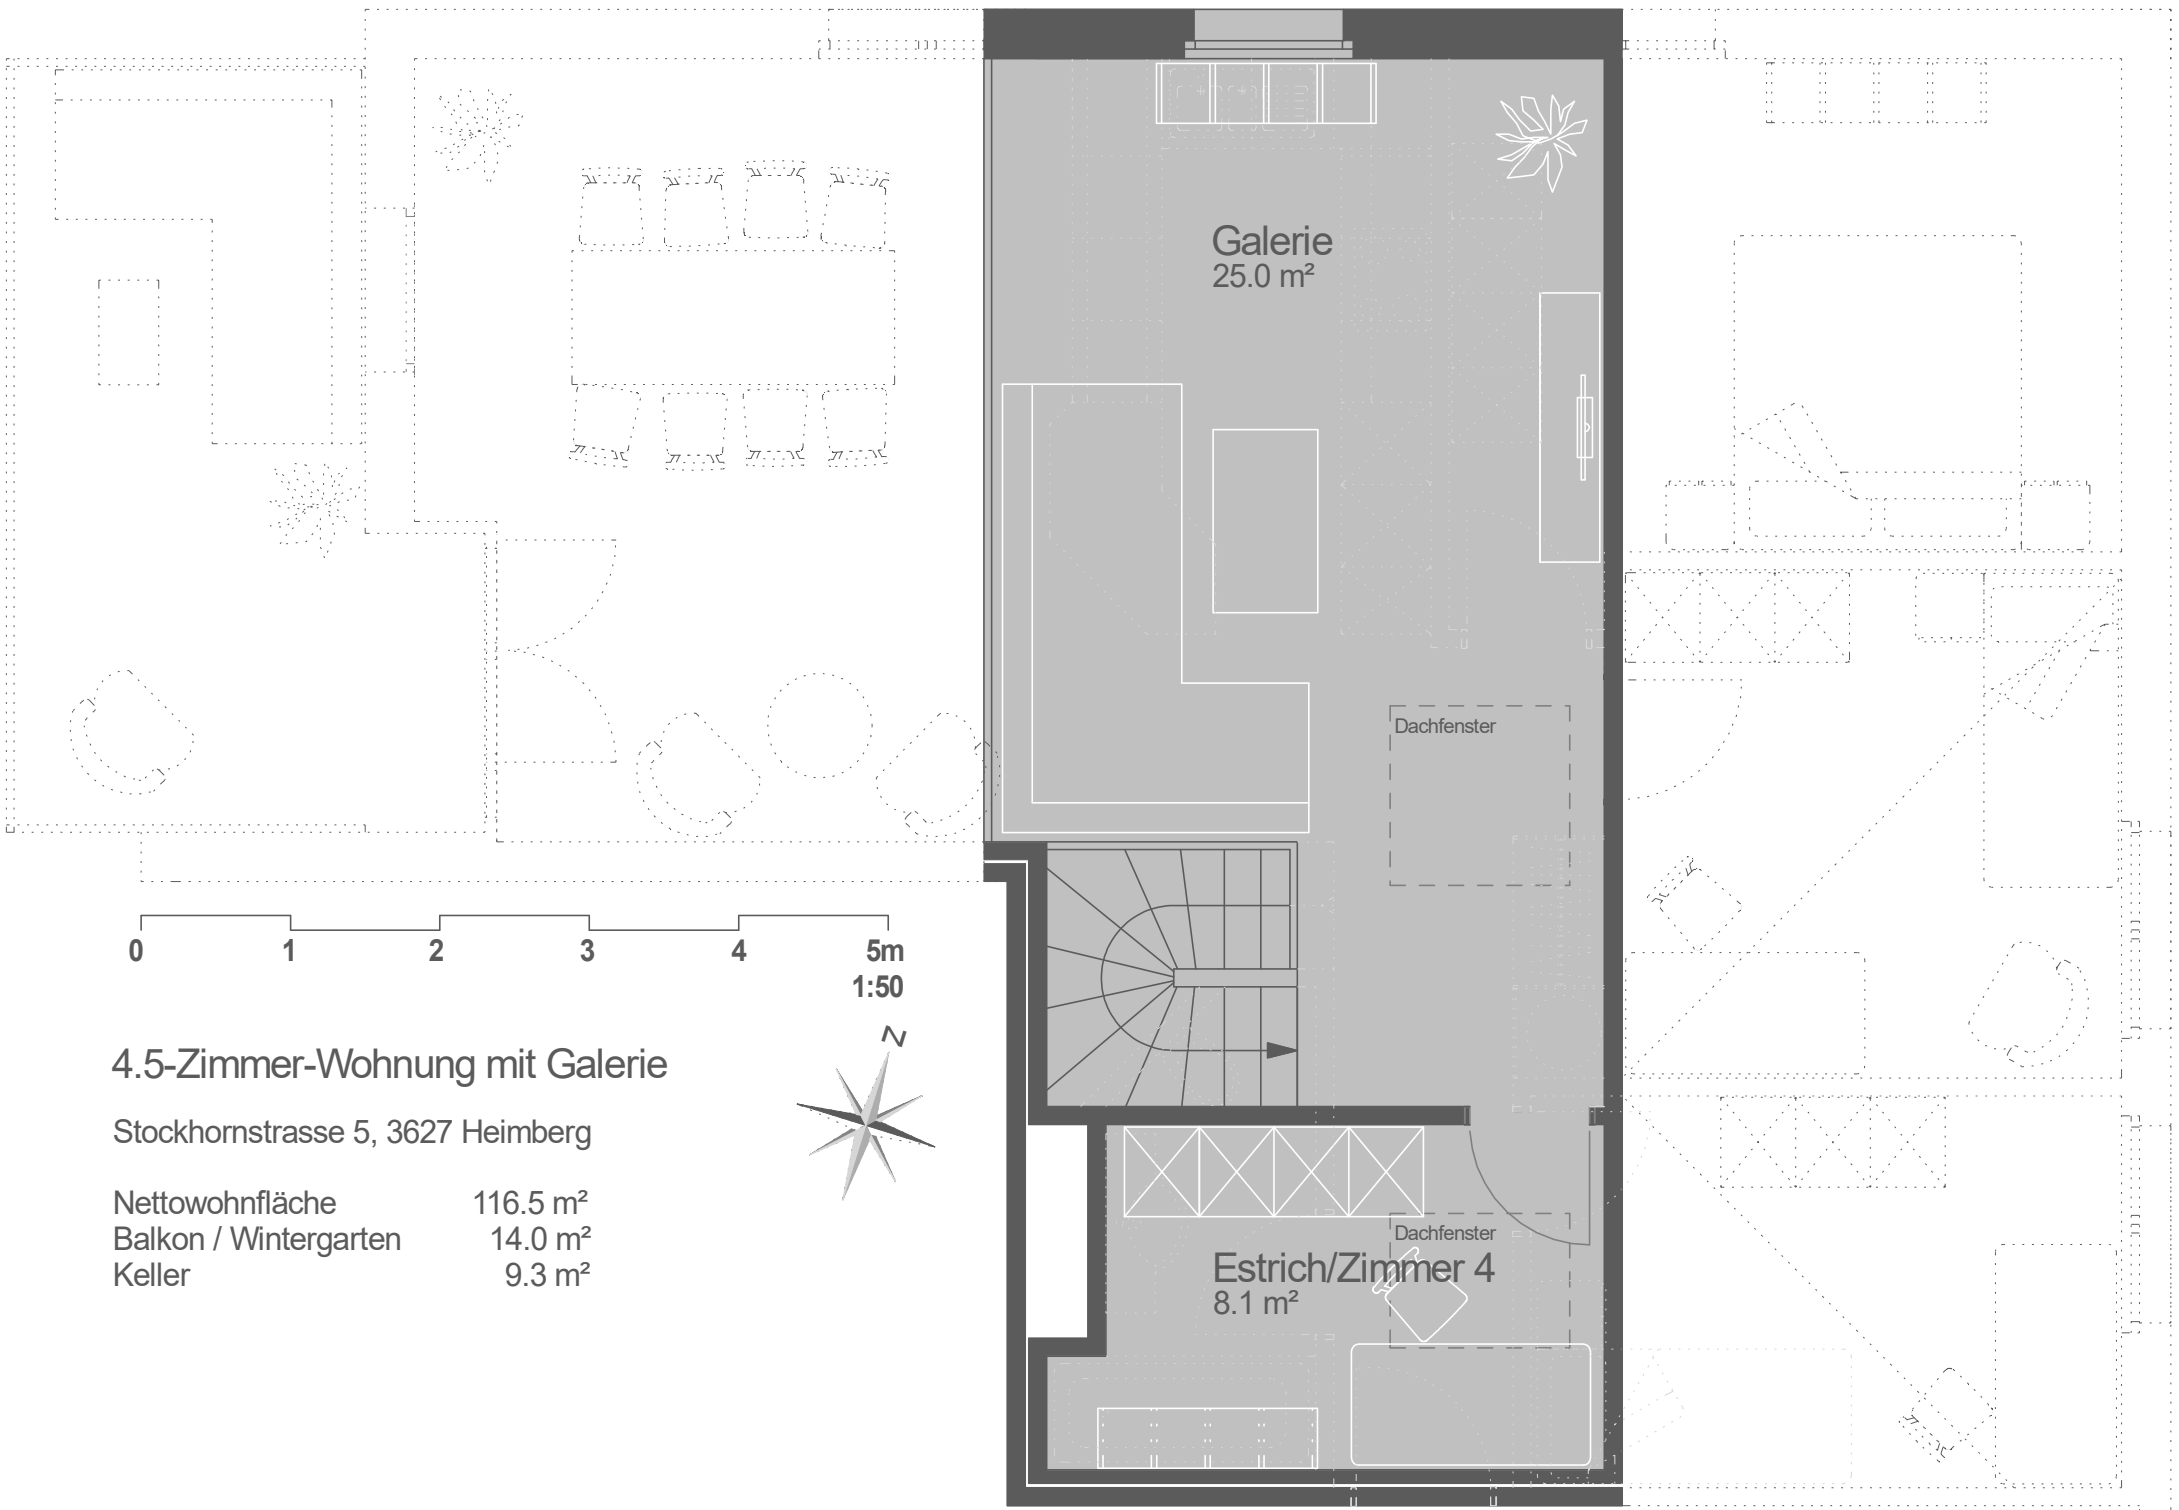 Galerie
25.0 m²
Dachfenster
0 1 2 3 4 5m
1:50
N
4.5-Zimmer-Wohnung mit Galerie
Stockhornstrasse 5, 3627 Heimberg
Nettowohnfläche 116.5 m²
Balkon / Wintergarten 14.0 m²
Keller 9.3 m²
Dachfenster
Estrich/Zimmer 4
8.1 m²